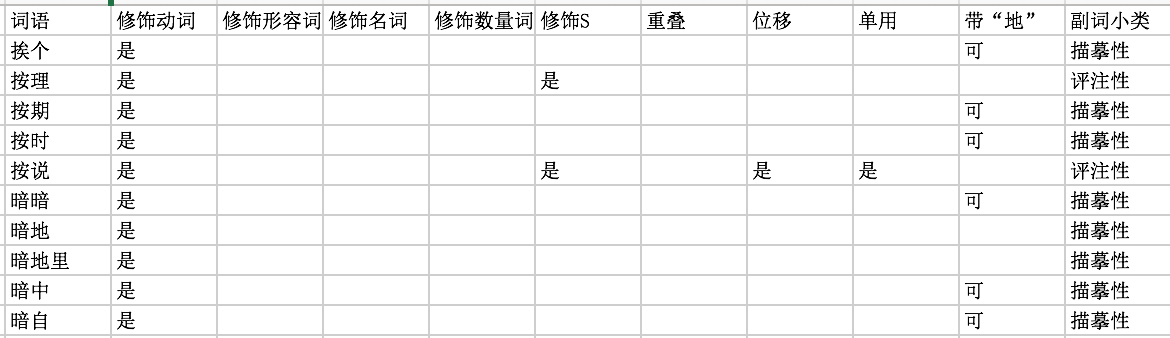 词语 修饰动词 修饰形容词 修饰名词 修饰数量词 修饰S 重叠 位移 单用 带“地” 副词小类
挨个 是 可 描摹性
按理 是 是 评注性
按期 是 可 描摹性
按时 是 可 描摹性
按说 是 是 是 是 评注性
暗暗 是 可 描摹性
暗地 是 描摹性
暗地里 是 描摹性
暗中 是 可 描摹性
暗自 是 可 描摹性